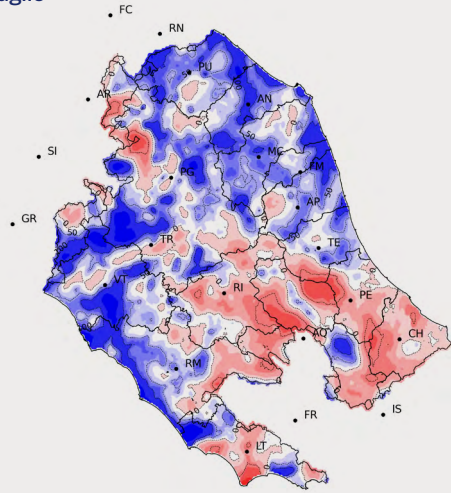 FC
RN
PU
AR
AN
SI
MC
FM
PG
AP
GR
50
TR
TE
VT
RI
PE
AQ
CH
RM
FR
IS
LT